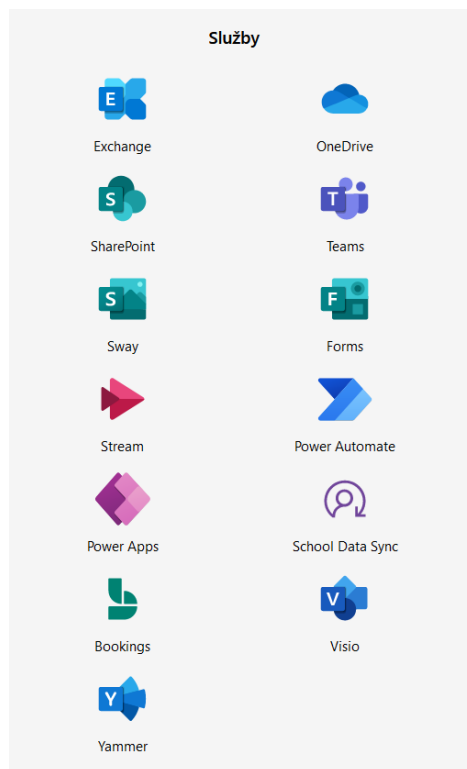 Služby
E
Exchange
OneDrive
S
SharePoint
T
Teams
S
Sway
F
Forms
Stream
Power Automate
Power Apps
School Data Sync
Bookings
V
Visio
Y
Yammer